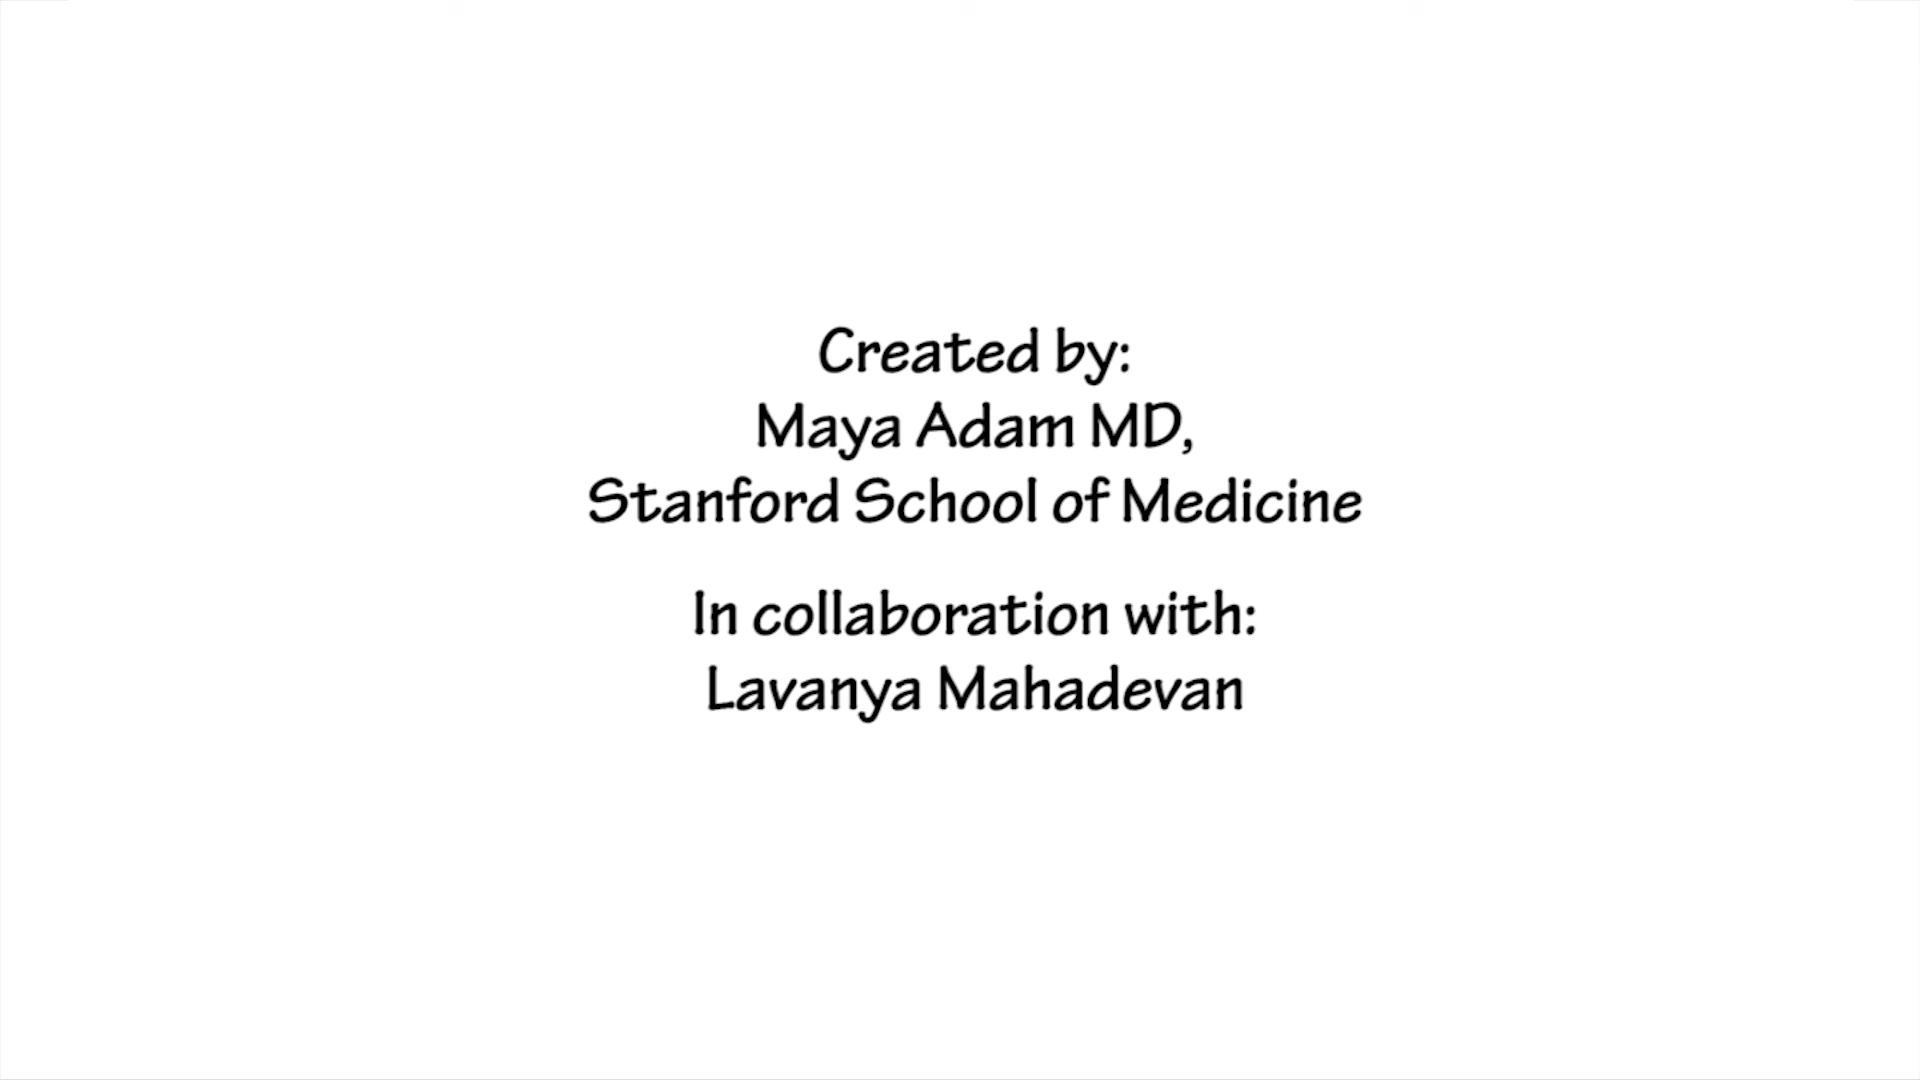 Created by:
Maya Adam MD,
Stanford School of Medicine
In collaboration with:
Lavanya Mahadevan